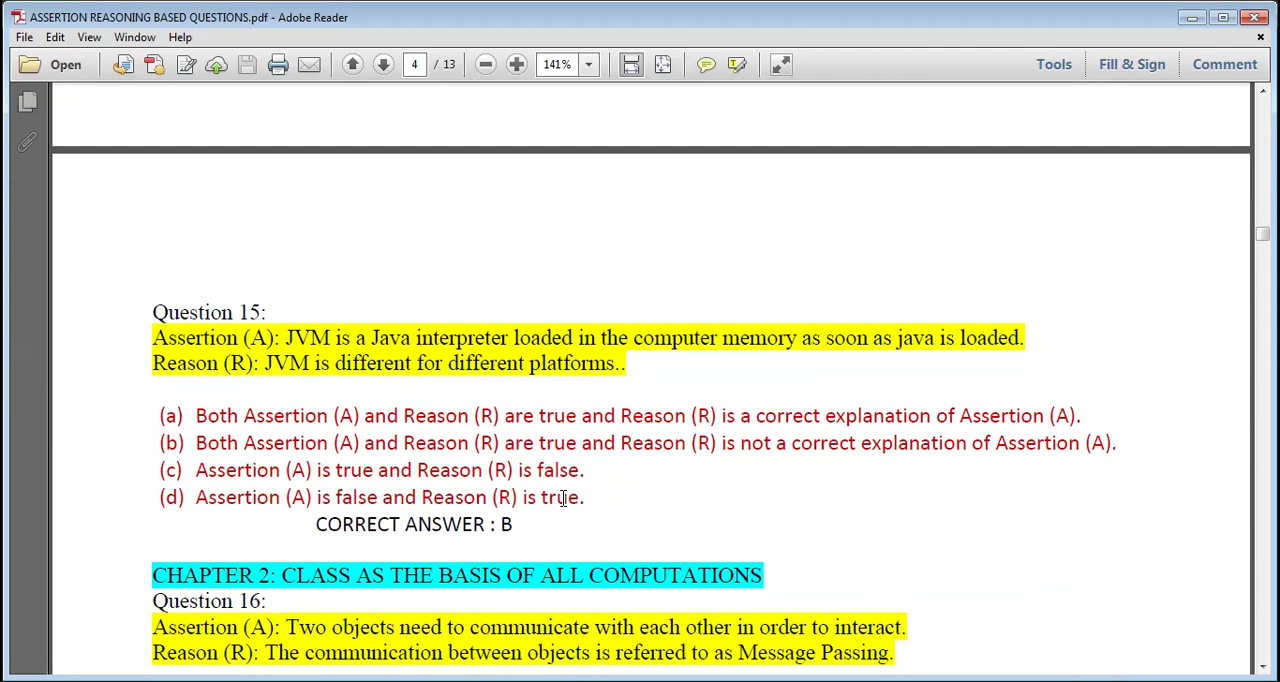 ASSERTION REASONING BASED QUESTIONS.pdf - Adobe Reader
File Edit View Window Help
Open 4 / 13 141% Tools Fill & Sign Comment
Question 15:
Assertion (A): JVM is a Java interpreter loaded in the computer memory as soon as java is loaded.
Reason (R): JVM is different for different platforms..
(a) Both Assertion (A) and Reason (R) are true and Reason (R) is a correct explanation of Assertion (A).
(b) Both Assertion (A) and Reason (R) are true and Reason (R) is not a correct explanation of Assertion (A).
(c) Assertion (A) is true and Reason (R) is false.
(d) Assertion (A) is false and Reason (R) is true.
CORRECT ANSWER : B
CHAPTER 2: CLASS AS THE BASIS OF ALL COMPUTATIONS
Question 16:
Assertion (A): Two objects need to communicate with each other in order to interact.
Reason (R): The communication between objects is referred to as Message Passing.